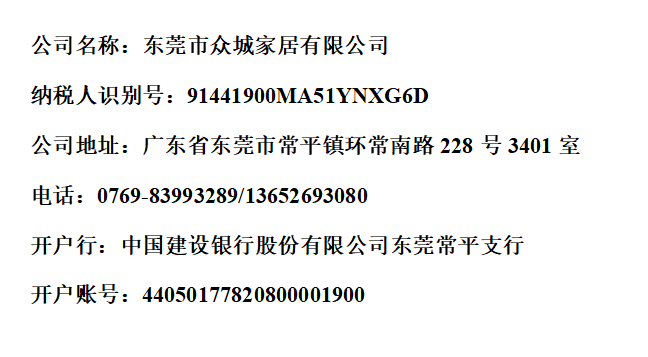 公司名称：东莞市众城家居有限公司
纳税人识别号：91441900MA51YNXG6D
公司地址：广东省东莞市常平镇环常南路 228 号 3401 室
电话：0769-83993289/13652693080
开户行：中国建设银行股份有限公司东莞常平支行
开户账号：44050177820800001900